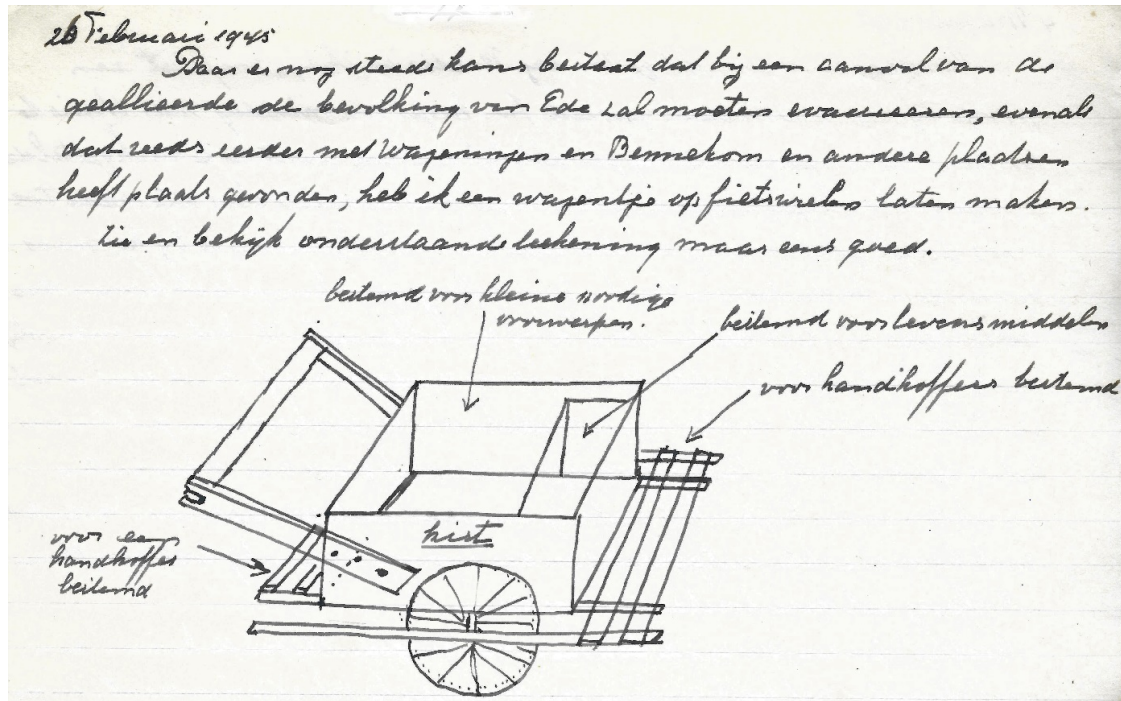 26 Februari 1945
Daar er nog steeds kans bestaat dat bij een aanval van de
geallieerde de bevolking van Ede zal moeten evacueeren, evenals
dat reeds eerder met Wageningen en Bennekom en andere plaatsen
heeft plaats gevonden, heb ik een wagentje op fietswielen laten maken.
Zie en bekijk onderstaande teekening maar eens goed.
bestemd voor kleine nordige
voorwerpen.
bestemd voor levensmiddelen
voor handkoffers bestemd
kist
voor een
handkoffer
bestemd